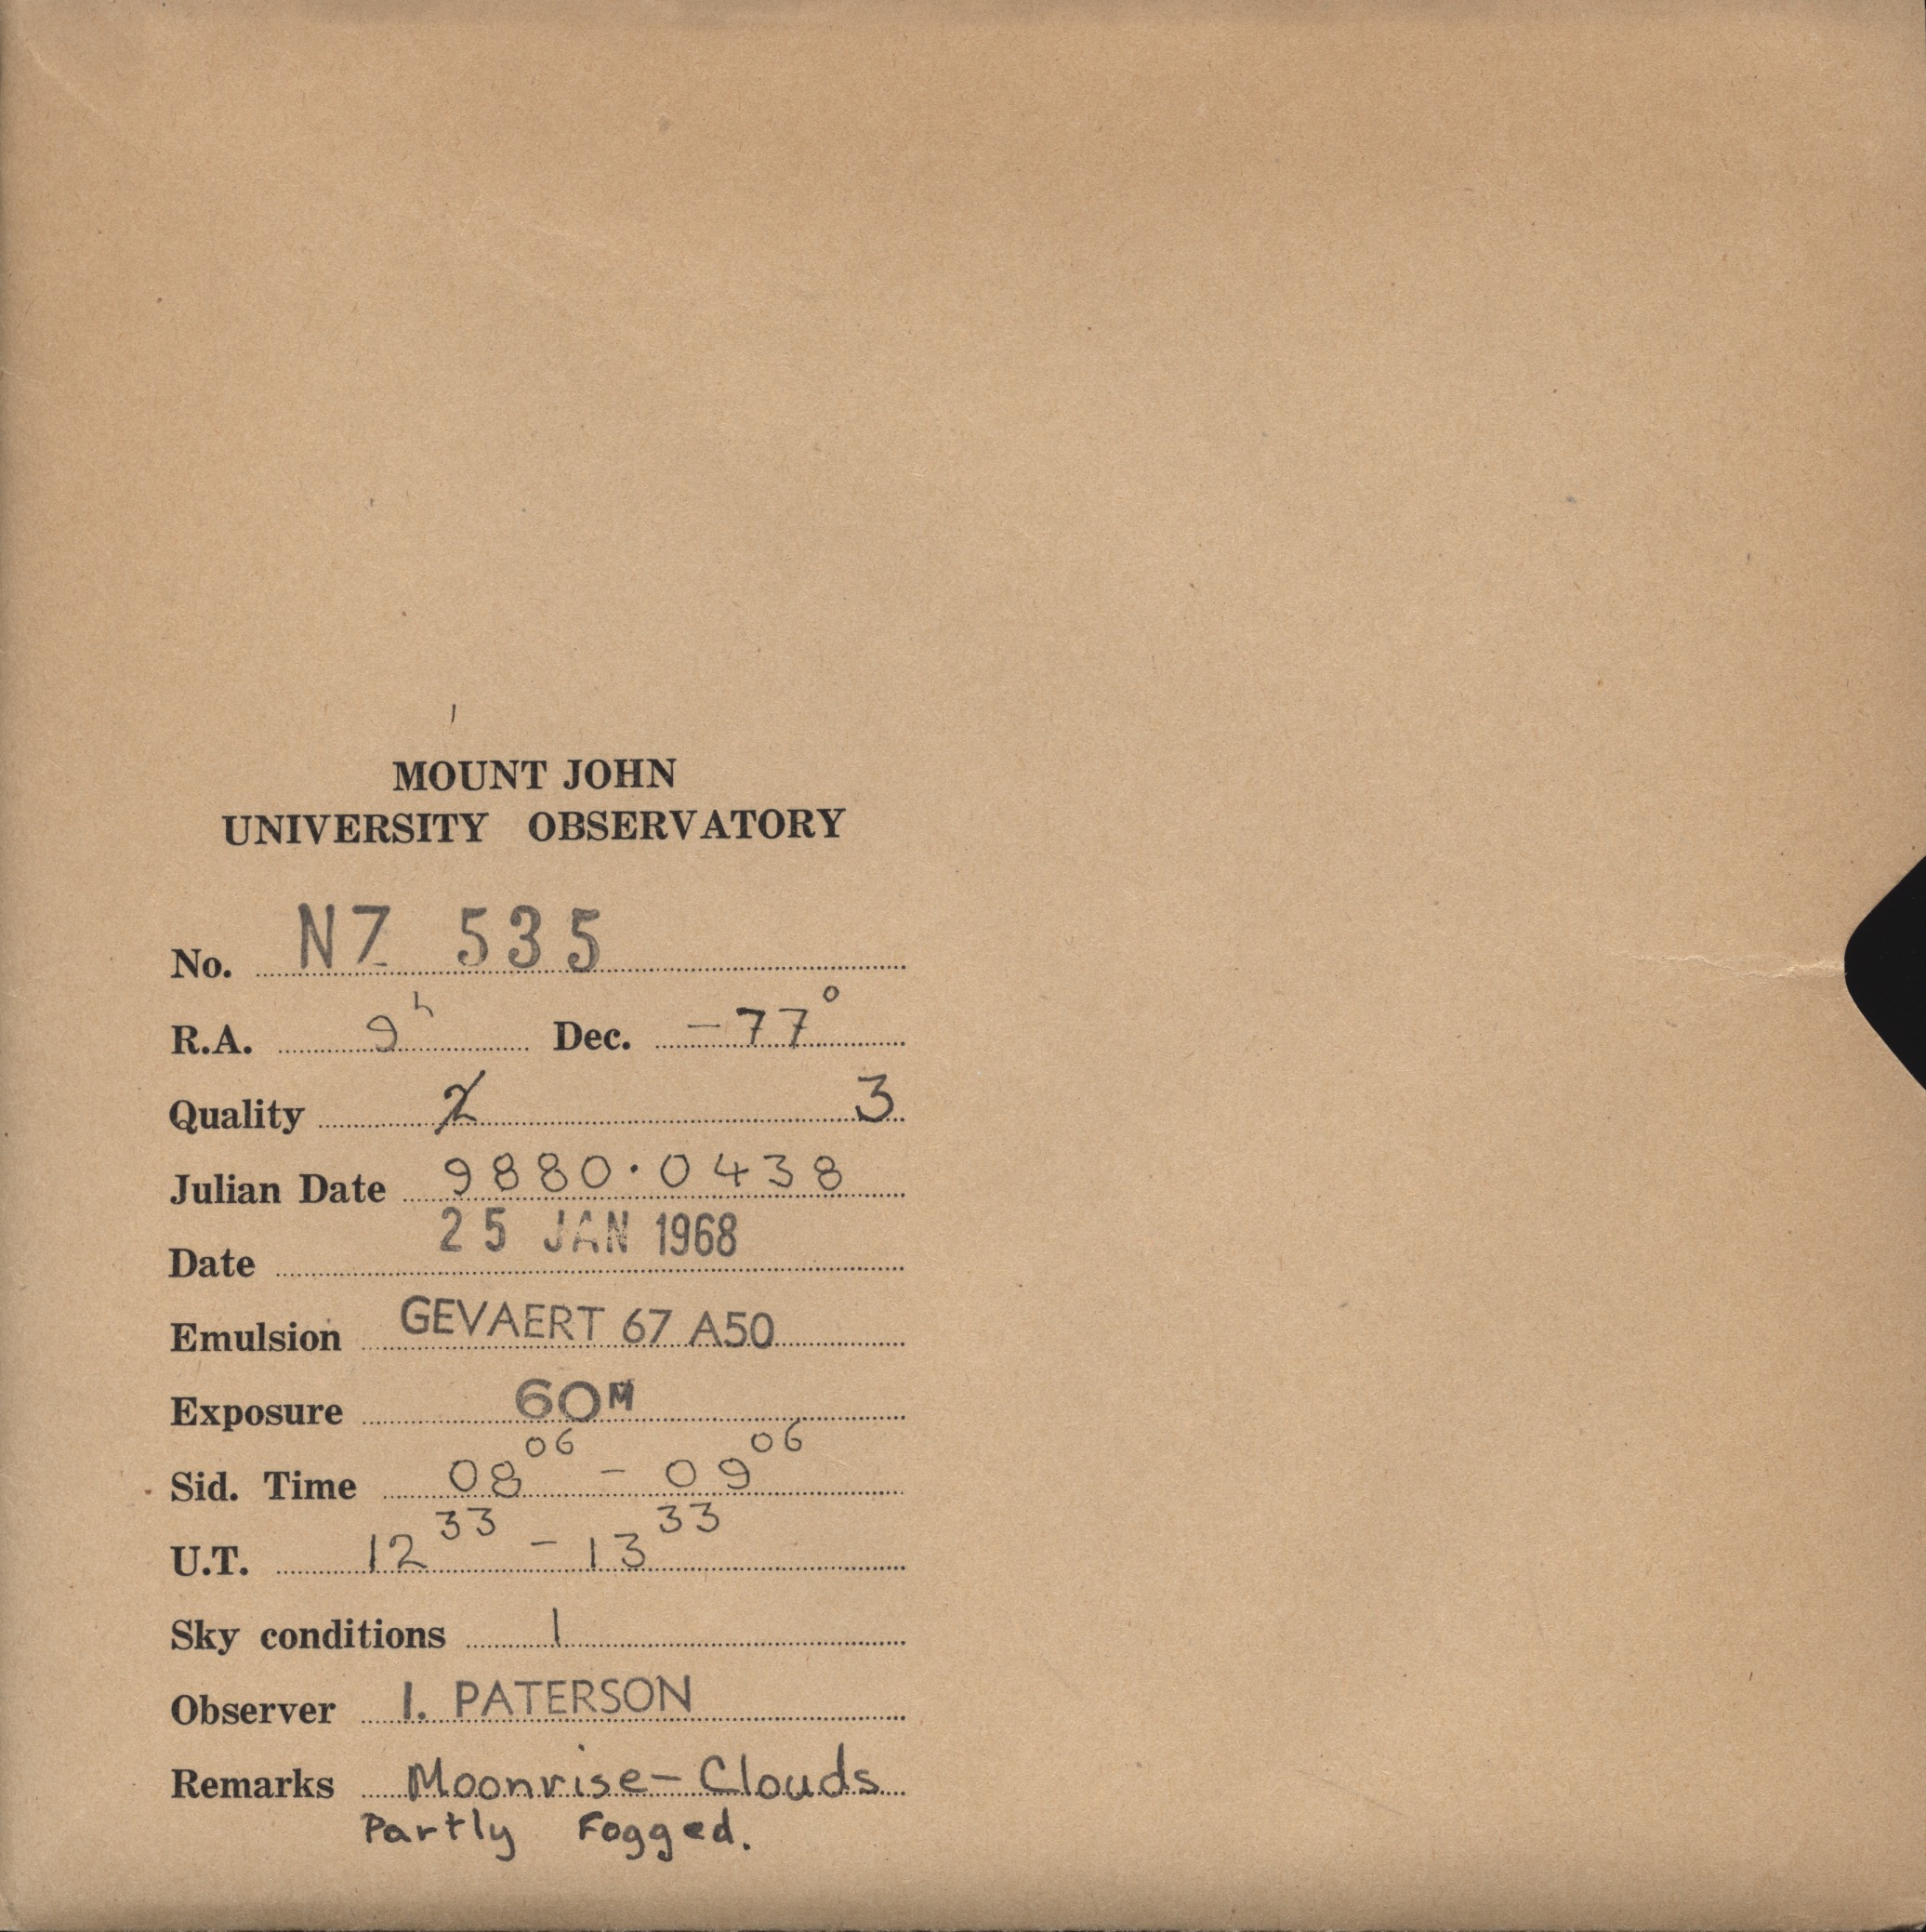 MOUNT JOHN
UNIVERSITY OBSERVATORY
No. NZ 535
R.A. 9h Dec. -77°
Quality 2 3
Julian Date 9880.0438
Date 25 JAN 1968
Emulsion GEVAERT 67 A50
Exposure 60M
Sid. Time 08 06 - 09 06
U.T. 12 33 - 13 33
Sky conditions 1
Observer I. PATERSON
Remarks Moonrise - Clouds
Partly Fogged.